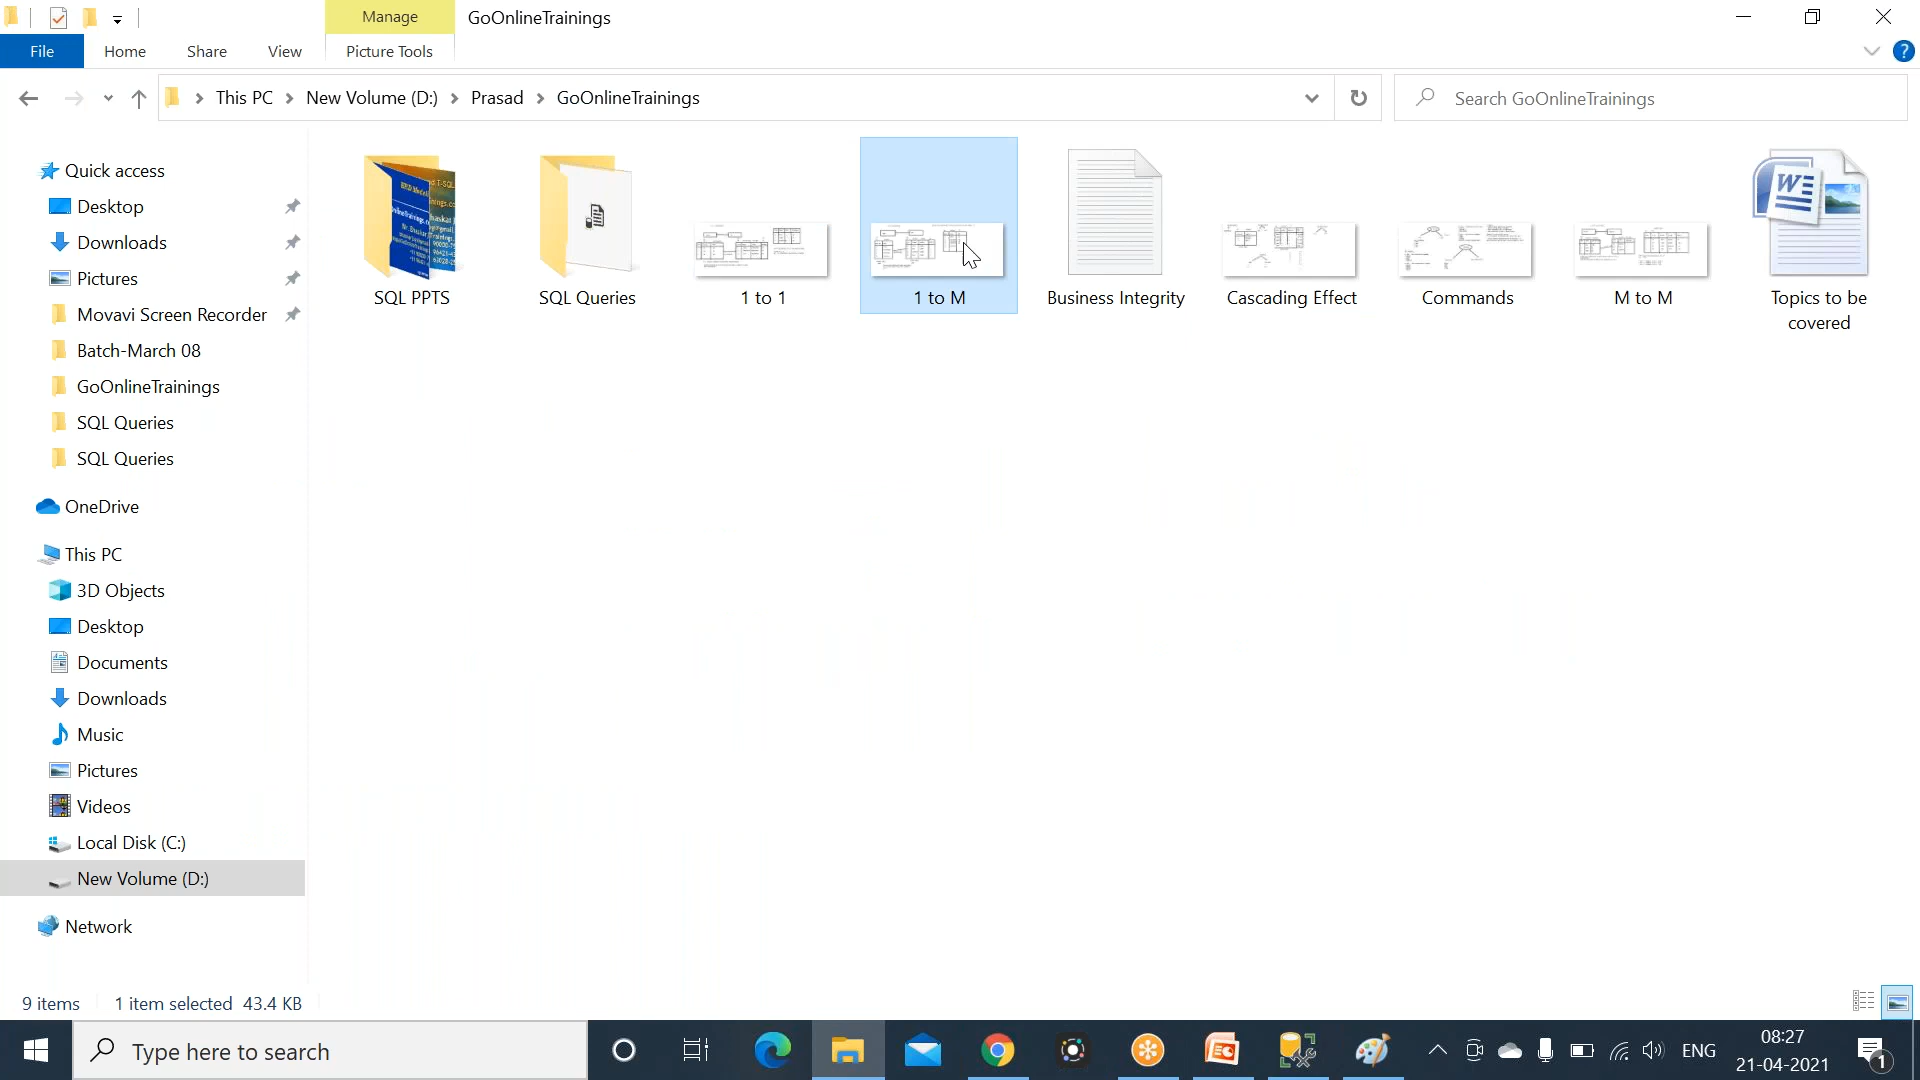 Manage
GoOnlineTrainings
File
Home
Share
View
Picture Tools
This PC
New Volume (D:)
Prasad
GoOnlineTrainings
Search GoOnlineTrainings
Quick access
Desktop
Downloads
Pictures
Movavi Screen Recorder
Batch-March 08
GoOnlineTrainings
SQL Queries
SQL Queries
OneDrive
This PC
3D Objects
Desktop
Documents
Downloads
Music
Pictures
Videos
Local Disk (C:)
New Volume (D:)
Network
SQL PPTS
SQL Queries
1 to 1
1 to M
Business Integrity
Cascading Effect
Commands
M to M
Topics to be
covered
9 items
1 item selected 43.4 KB
Type here to search
ENG
08:27
21-04-2021
1